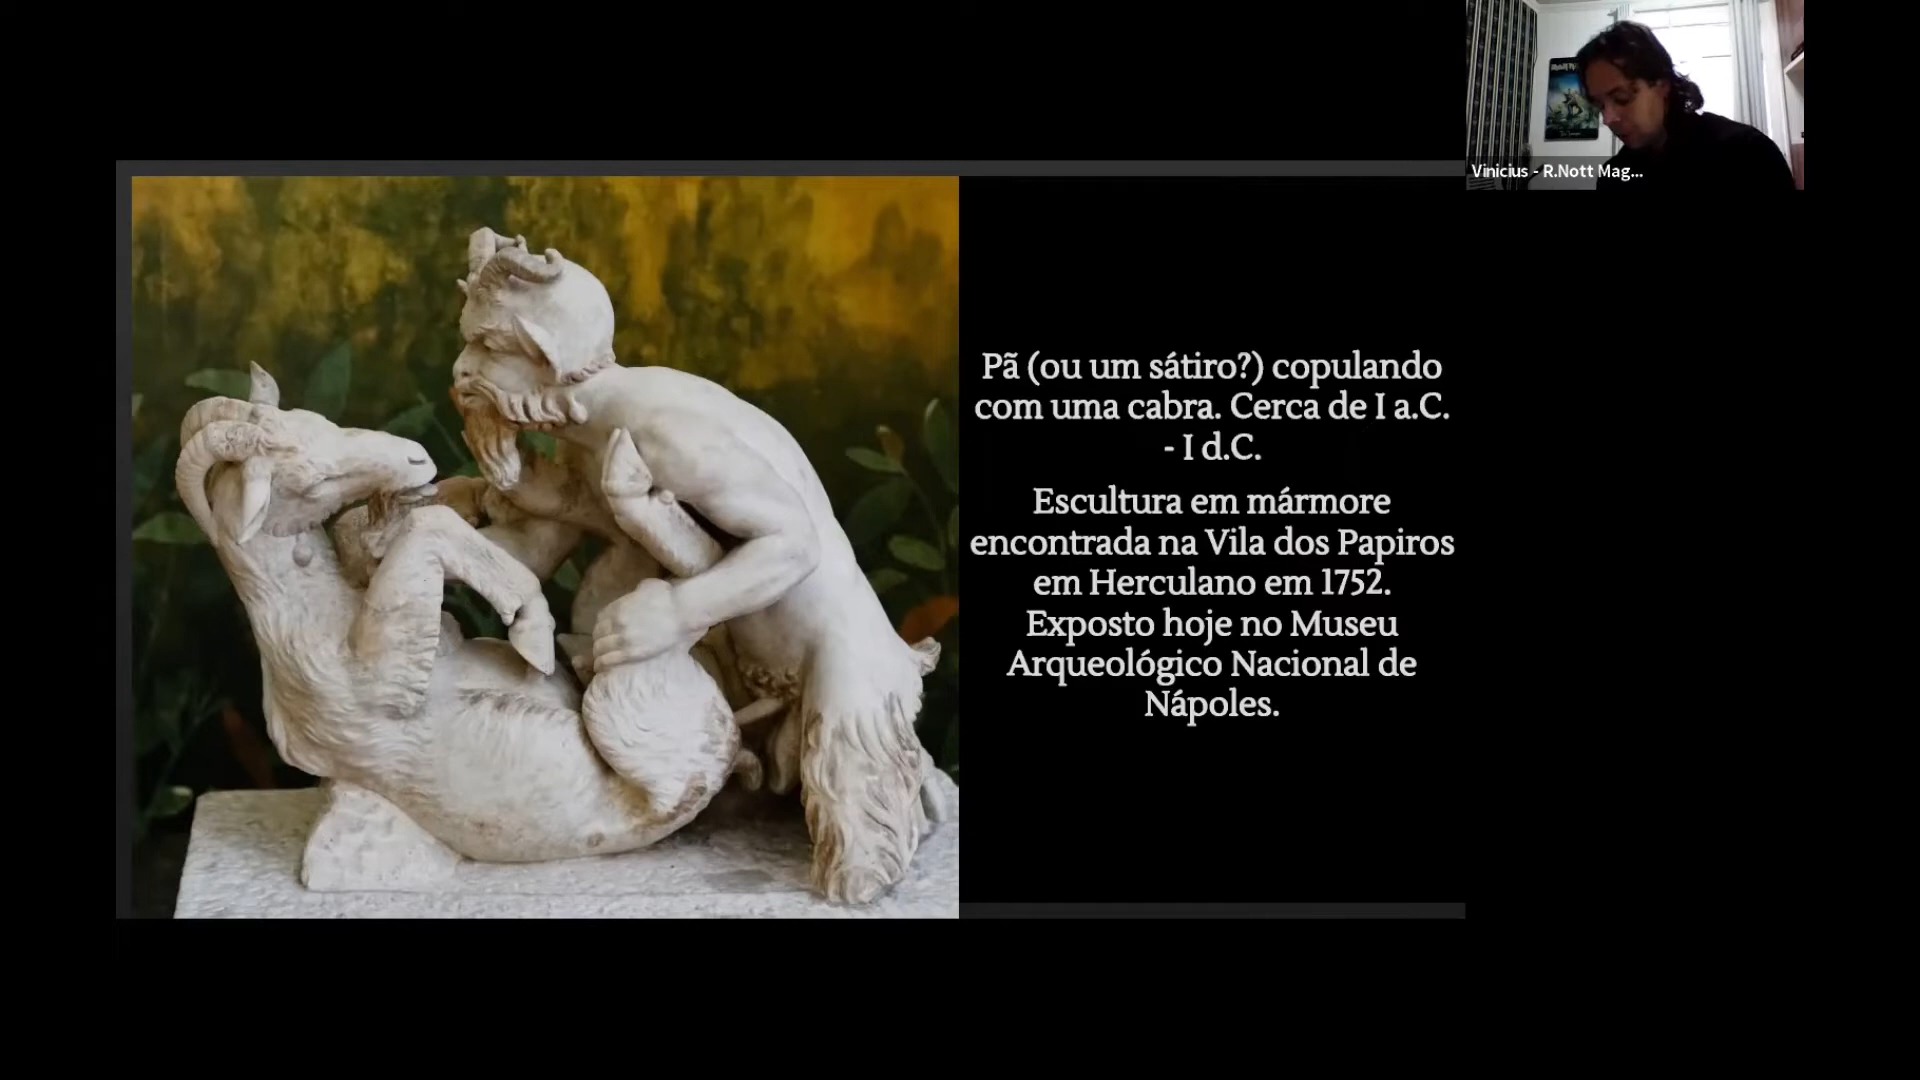 Vinicius - R.Nott Mag...
Pã (ou um sátiro?) copulando
com uma cabra. Cerca de I a.C.
- I d.C.
Escultura em mármore
encontrada na Vila dos Papiros
em Herculano em 1752.
Exposto hoje no Museu
Arqueológico Nacional de
Nápoles.